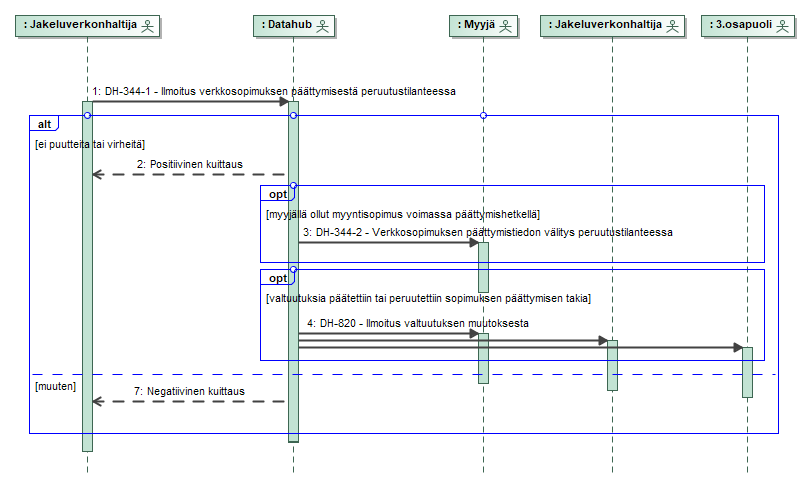 : Jakeluverkonhaltija
: Datahub
: Myyjä
: Jakeluverkonhaltija
: 3.osapuoli
1: DH-344-1 - Ilmoitus verkkosopimuksen päättymisestä peruutustilanteessa
alt
[ei puutteita tai virheitä]
2: Positiivinen kuittaus
opt
[myyjällä ollut myyntisopimus voimassa päättymishetkellä]
3: DH-344-2 - Verkkosopimuksen päättymistiedon välitys peruutustilanteessa
opt
[valtuutuksia päätettiin tai peruutettiin sopimuksen päättymisen takia]
4: DH-820 - Ilmoitus valtuutuksen muutoksesta
[muuten]
7: Negatiivinen kuittaus